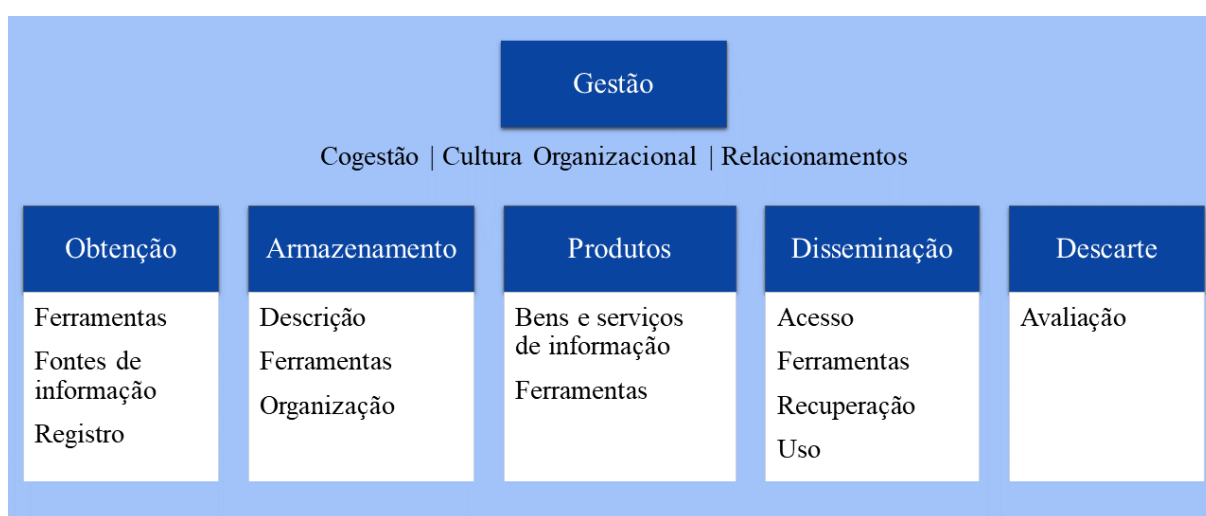 Gestão
Cogestão | Cultura Organizacional | Relacionamentos
Obtenção
Ferramentas
Fontes de
informação
Registro
Armazenamento
Descrição
Ferramentas
Organização
Produtos
Bens e serviços
de informação
Ferramentas
Disseminação
Acesso
Ferramentas
Recuperação
Uso
Descarte
Avaliação